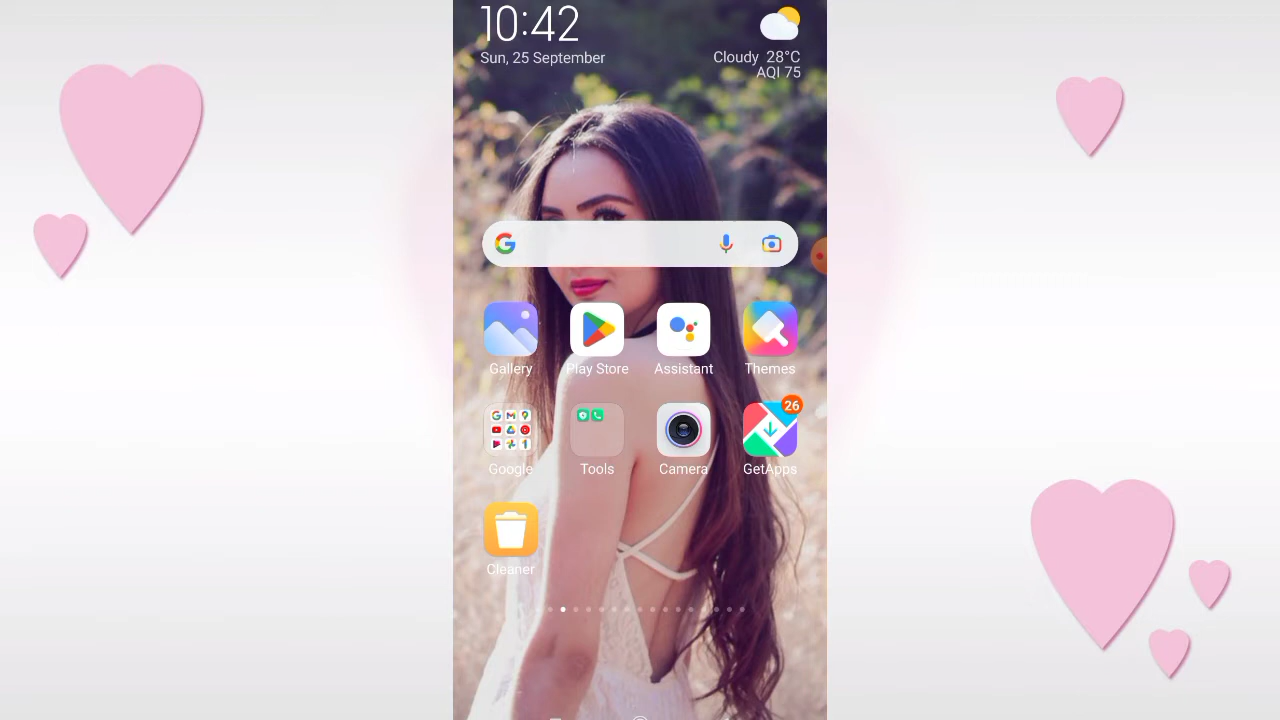 10:42
Sun, 25 September
Cloudy 28°C
AQI 75
Gallery
Play Store
Assistant
Themes
26
Google
Tools
Camera
GetApps
Cleaner